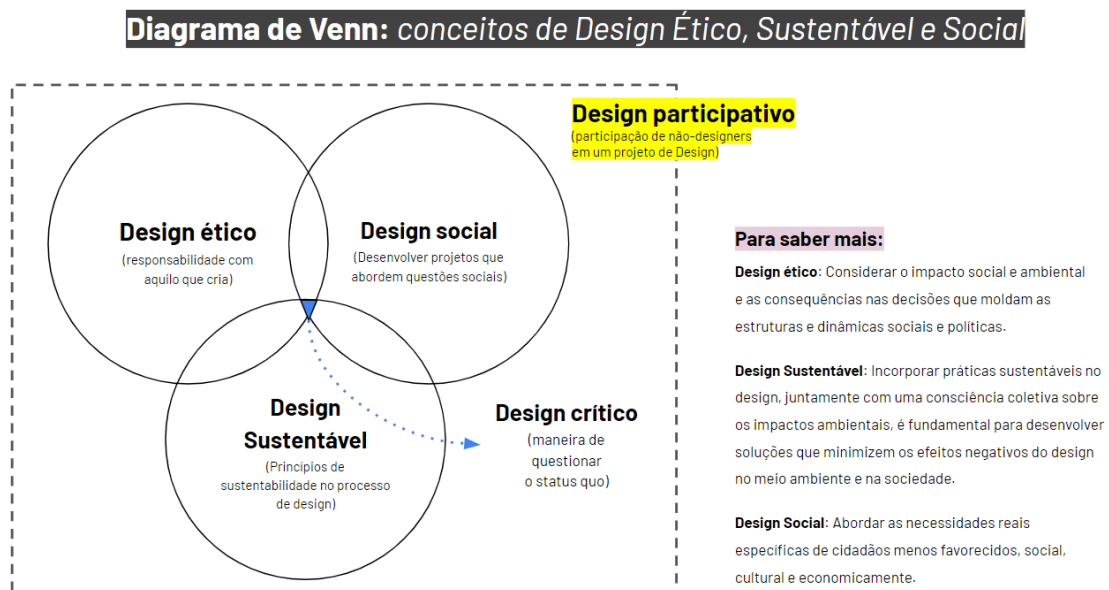 Diagrama de Venn: conceitos de Design Ético, Sustentável e Social
Design participativo
(participação de não-designers
em um projeto de Design)
Design ético
(responsabilidade com
aquilo que cria)
Design social
(Desenvolver projetos que
abordem questões sociais)
Design
Sustentável
(Princípios de
sustentabilidade no processo
de design)
Design crítico
(maneira de
questionar
o status quo)
Para saber mais:
Design ético: Considerar o impacto social e ambiental
e as consequências nas decisões que moldam as
estruturas e dinâmicas sociais e políticas.
Design Sustentável: Incorporar práticas sustentáveis no
design, juntamente com uma consciência coletiva sobre
os impactos ambientais, é fundamental para desenvolver
soluções que minimizem os efeitos negativos do design
no meio ambiente e na sociedade.
Design Social: Abordar as necessidades reais
específicas de cidadãos menos favorecidos, social,
cultural e economicamente.